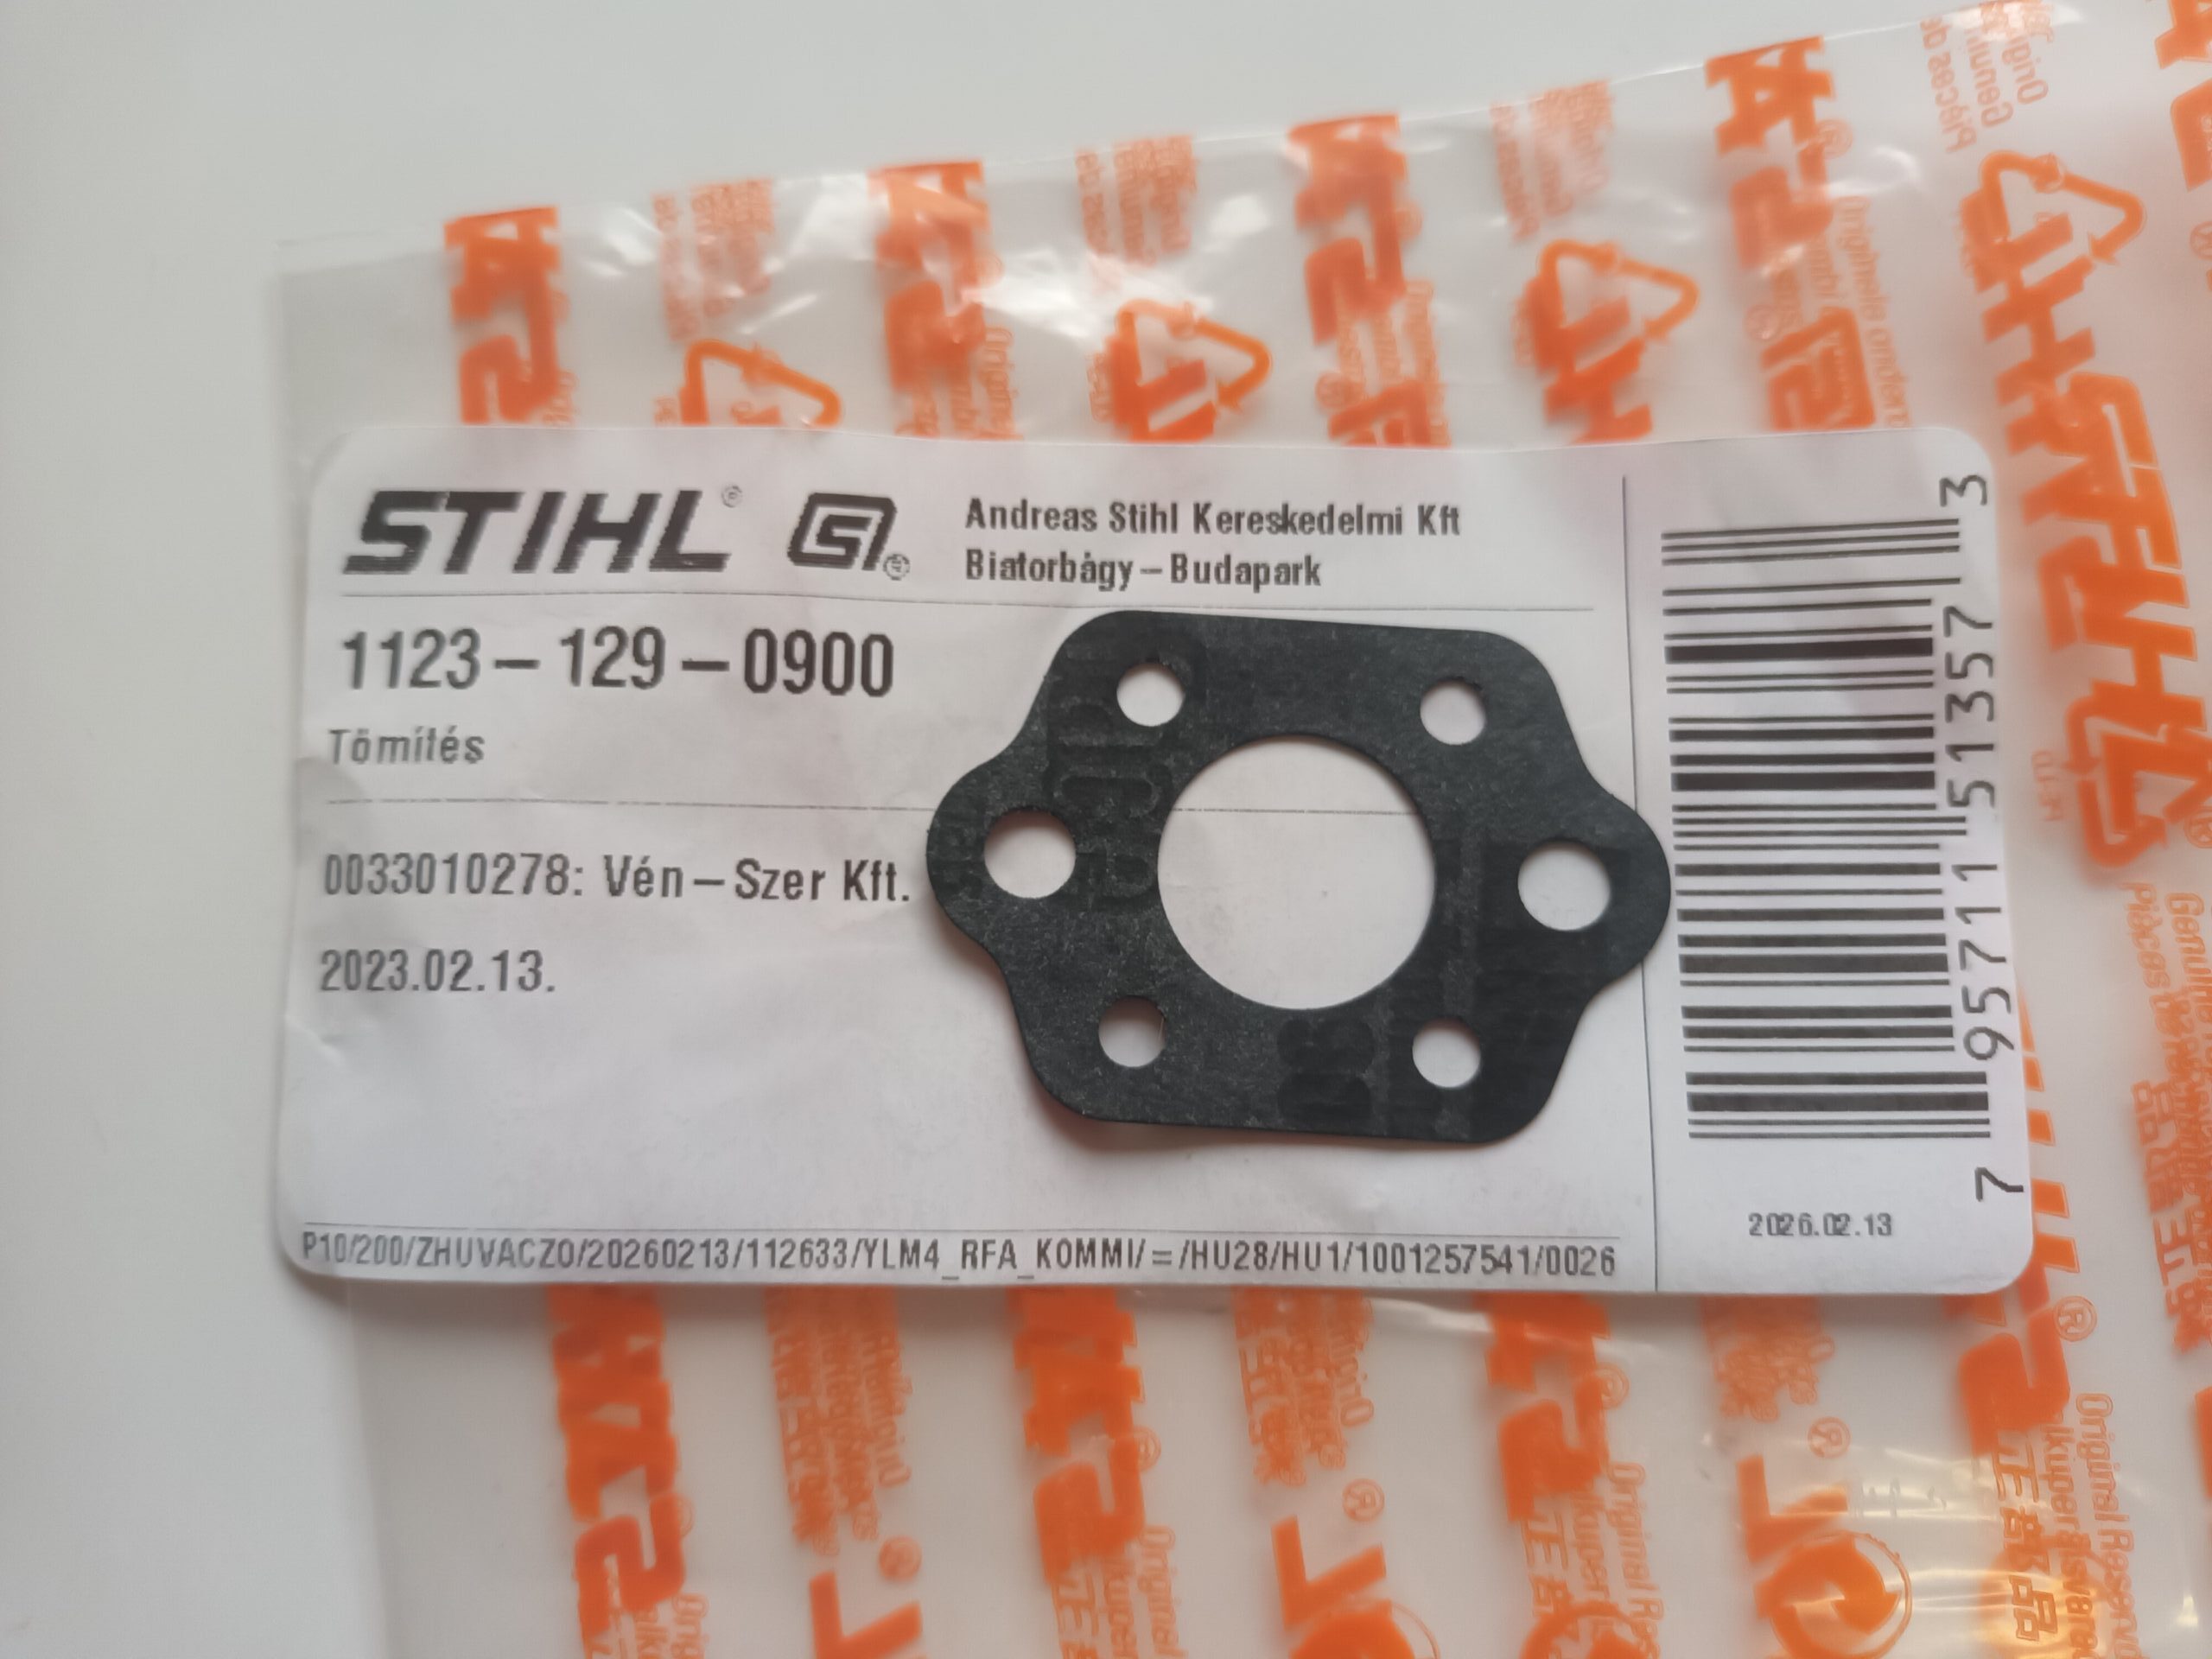 STIHL®
Andreas Stihl Kereskedelmi Kft
Biatorbágy – Budapark
1123 – 129 – 0900
Tömítés
0033010278: Vén – Szer Kft.
2023.02.13.
P10/200/ZHUVACZO/20260213/112633/YLM4_RFA_KOMMI/=/HU28/HU1/1001257541/0026
7 95711 51357 3
2026.02.13
STIHL